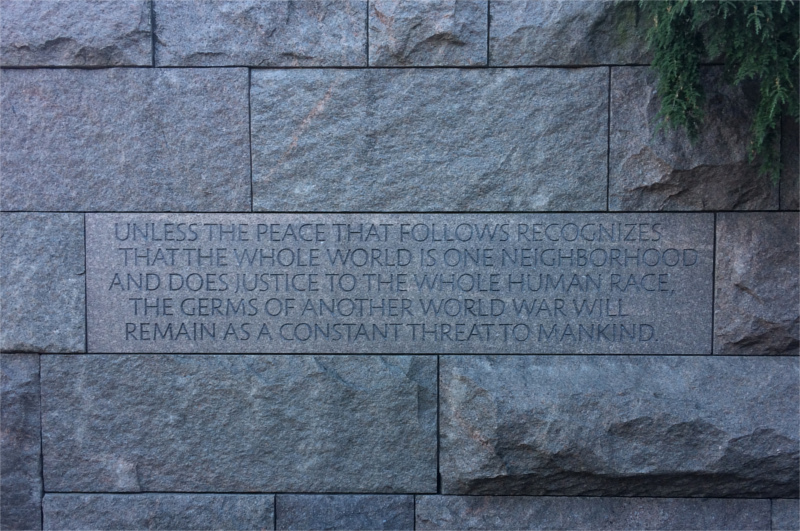 UNLESS THE PEACE THAT FOLLOWS RECOGNIZES
THAT THE WHOLE WORLD IS ONE NEIGHBORHOOD
AND DOES JUSTICE TO THE WHOLE HUMAN RACE,
THE GERMS OF ANOTHER WORLD WAR WILL
REMAIN AS A CONSTANT THREAT TO MANKIND.